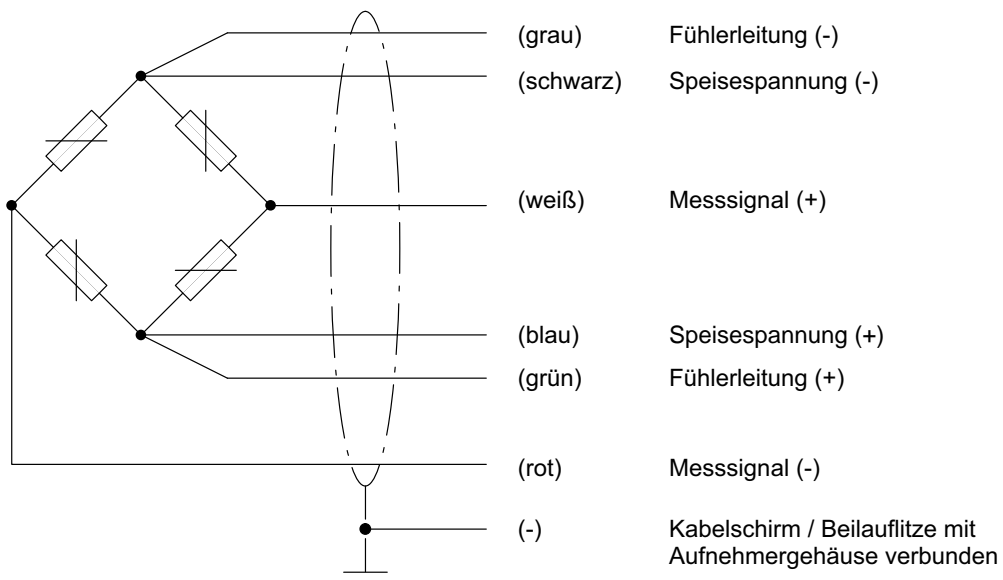 (grau) Fühlerleitung (-)
(schwarz) Speisespannung (-)
(weiß) Messsignal (+)
(blau) Speisespannung (+)
(grün) Fühlerleitung (+)
(rot) Messsignal (-)
(-) Kabelschirm / Beilauflitze mit
Aufnehmergehäuse verbunden